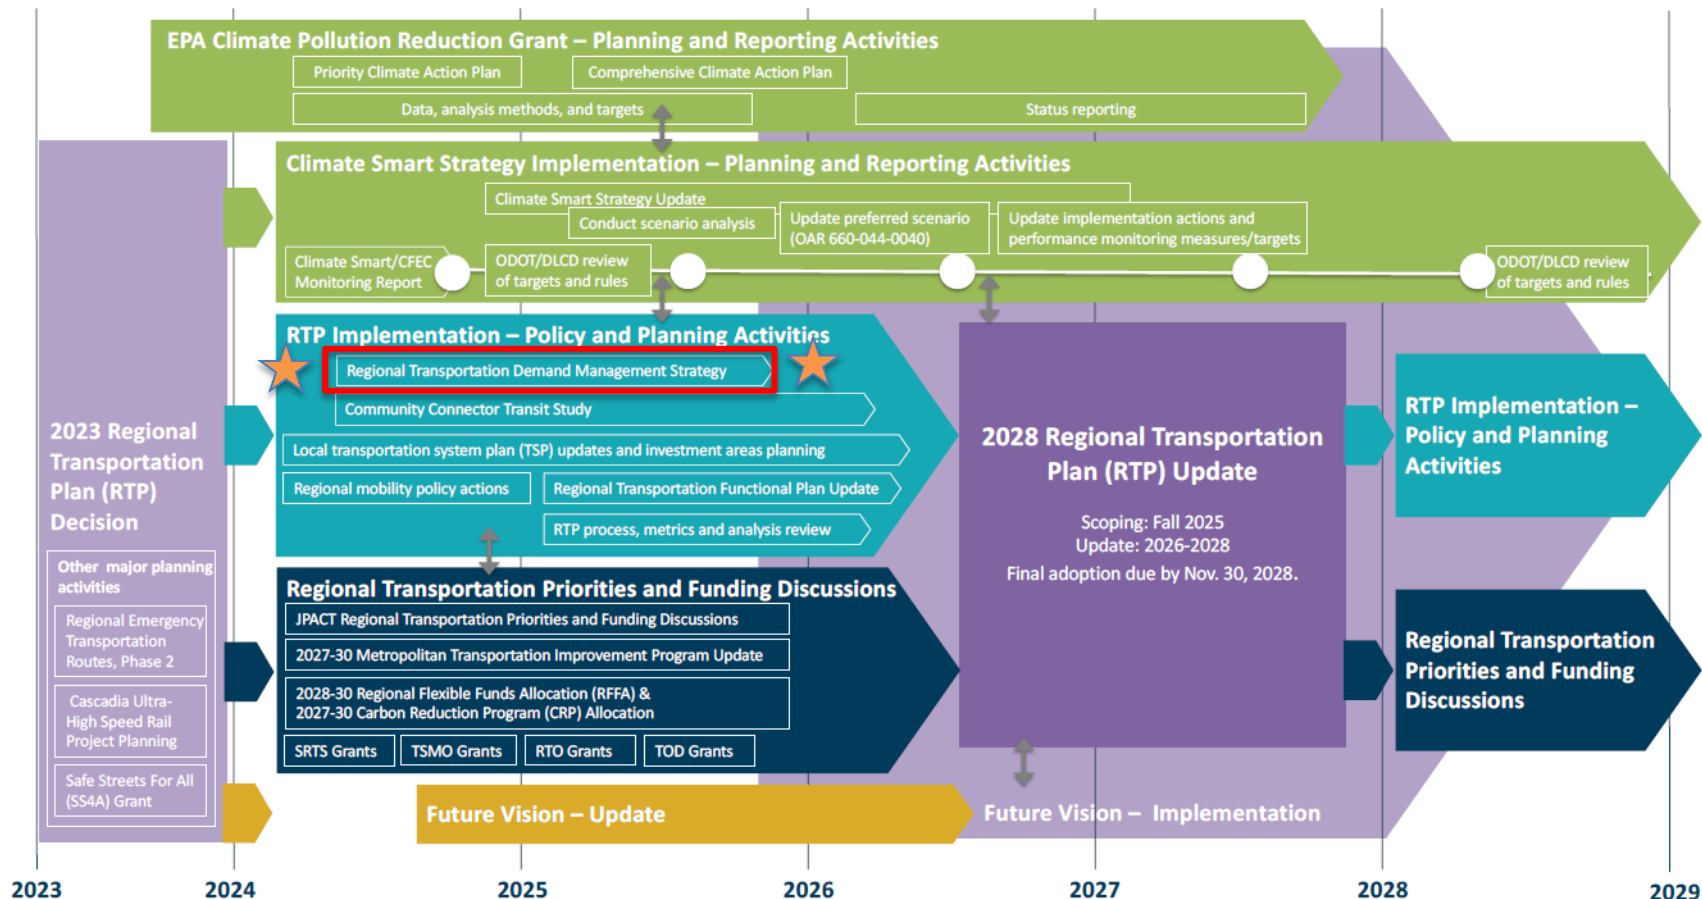 EPA Climate Pollution Reduction Grant – Planning and Reporting Activities
Priority Climate Action Plan
Comprehensive Climate Action Plan
Data, analysis methods, and targets
Status reporting
Climate Smart Strategy Implementation – Planning and Reporting Activities
Climate Smart Strategy Update
Conduct scenario analysis
Update preferred scenario
(OAR 660-044-0040)
Update implementation actions and
performance monitoring measures/targets
Climate Smart/CFEC
Monitoring Report
ODOT/DLCD review
of targets and rules
ODOT/DLCD review
of targets and rules
RTP Implementation – Policy and Planning Activities
Regional Transportation Demand Management Strategy
Community Connector Transit Study
Local transportation system plan (TSP) updates and investment areas planning
Regional mobility policy actions
Regional Transportation Functional Plan Update
RTP process, metrics and analysis review
2023 Regional
Transportation
Plan (RTP)
Decision
Other major planning
activities
Regional Emergency
Transportation
Routes, Phase 2
Cascadia Ultra-
High Speed Rail
Project Planning
Safe Streets For All
(SS4A) Grant
Regional Transportation Priorities and Funding Discussions
JPACT Regional Transportation Priorities and Funding Discussions
2027-30 Metropolitan Transportation Improvement Program Update
2028-30 Regional Flexible Funds Allocation (RFFA) &
2027-30 Carbon Reduction Program (CRP) Allocation
SRTS Grants
TSMO Grants
RTO Grants
TOD Grants
2028 Regional Transportation
Plan (RTP) Update
Scoping: Fall 2025
Update: 2026-2028
Final adoption due by Nov. 30, 2028.
RTP Implementation –
Policy and Planning
Activities
Regional Transportation
Priorities and Funding
Discussions
Future Vision – Update
Future Vision – Implementation
2023
2024
2025
2026
2027
2028
2029